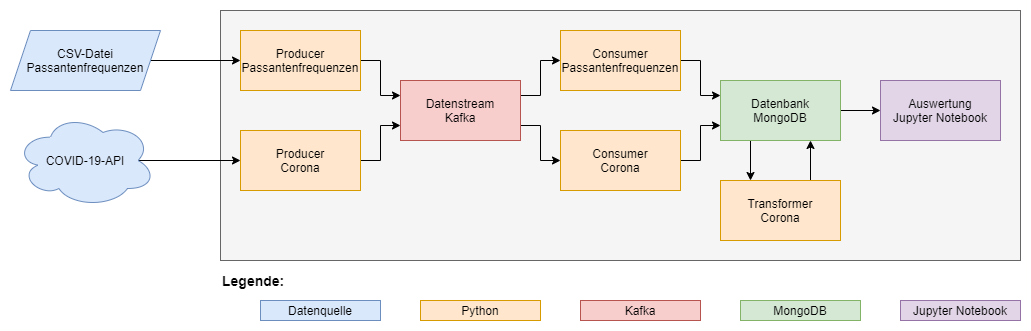 CSV-Datei
Passantenfrequenzen
COVID-19-API
Producer
Passantenfrequenzen
Producer
Corona
Datenstream
Kafka
Consumer
Passantenfrequenzen
Consumer
Corona
Datenbank
MongoDB
Transformer
Corona
Auswertung
Jupyter Notebook
Legende:
Datenquelle
Python
Kafka
MongoDB
Jupyter Notebook